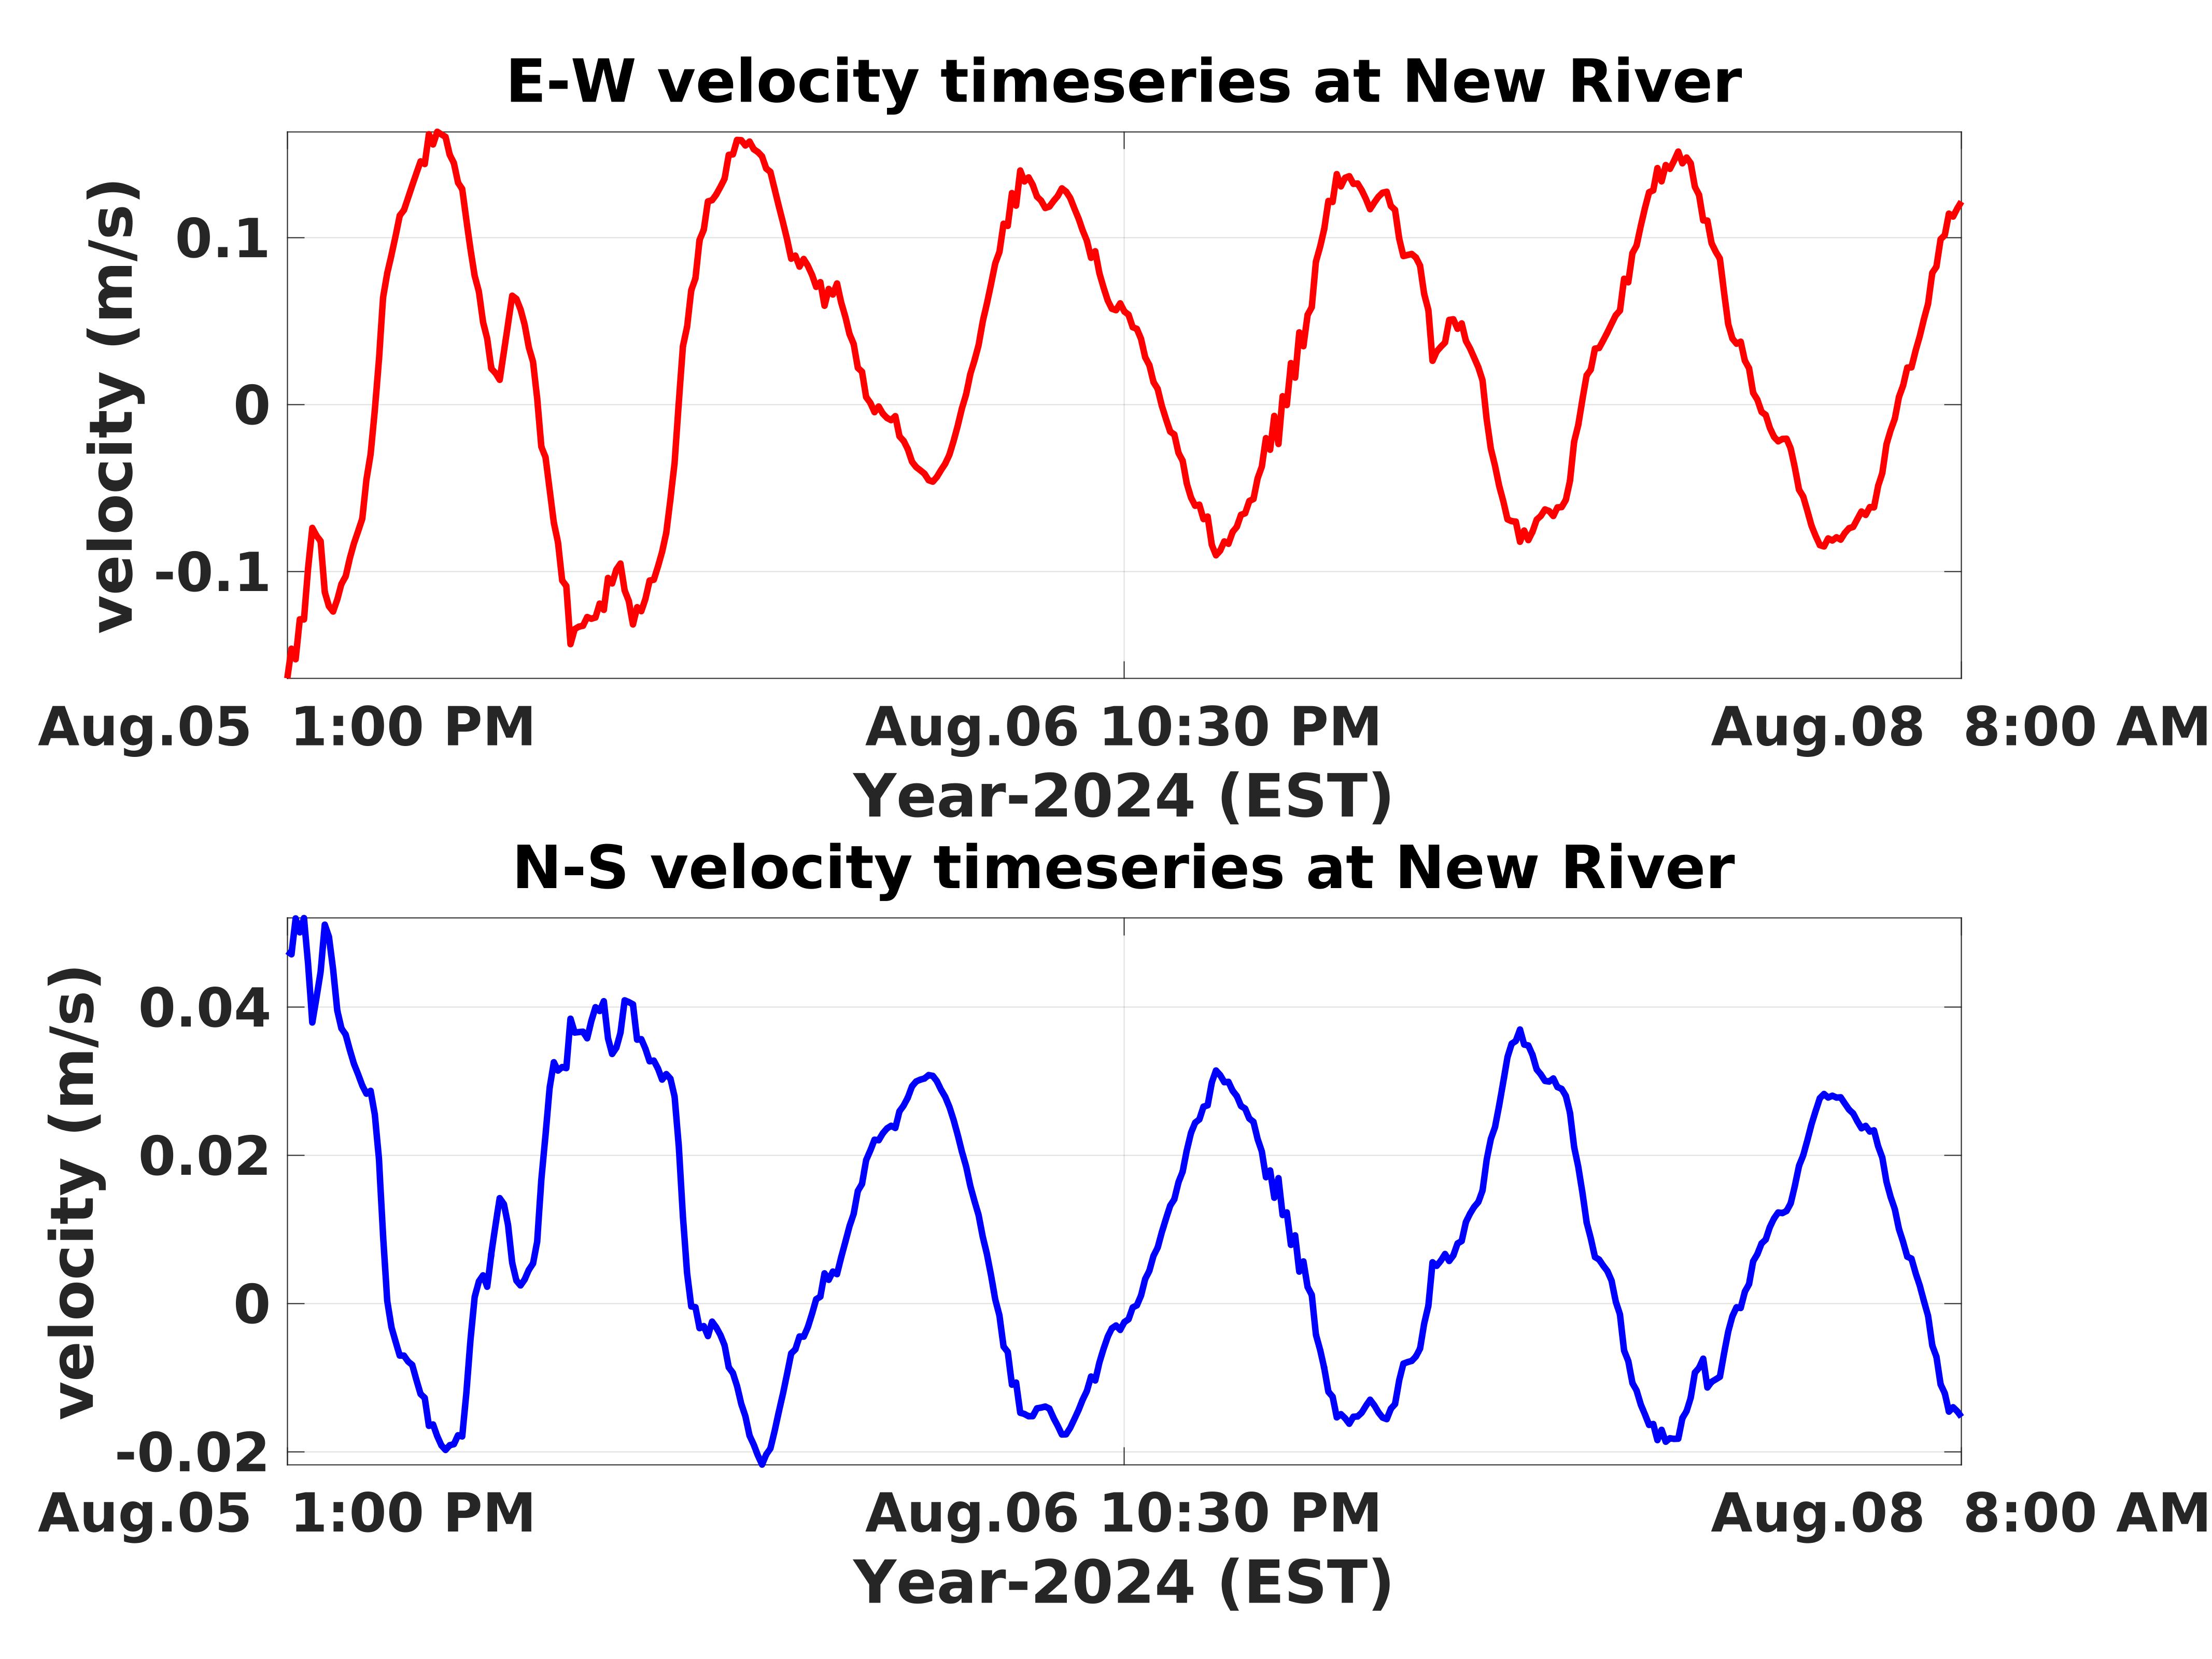 E-W velocity timeseries at New River
velocity (m/s)
0.1
0
-0.1
Aug.05  1:00 PM
Aug.06 10:30 PM
Aug.08  8:00 AM
Year-2024 (EST)
N-S velocity timeseries at New River
velocity (m/s)
0.04
0.02
0
-0.02
Aug.05  1:00 PM
Aug.06 10:30 PM
Aug.08  8:00 AM
Year-2024 (EST)